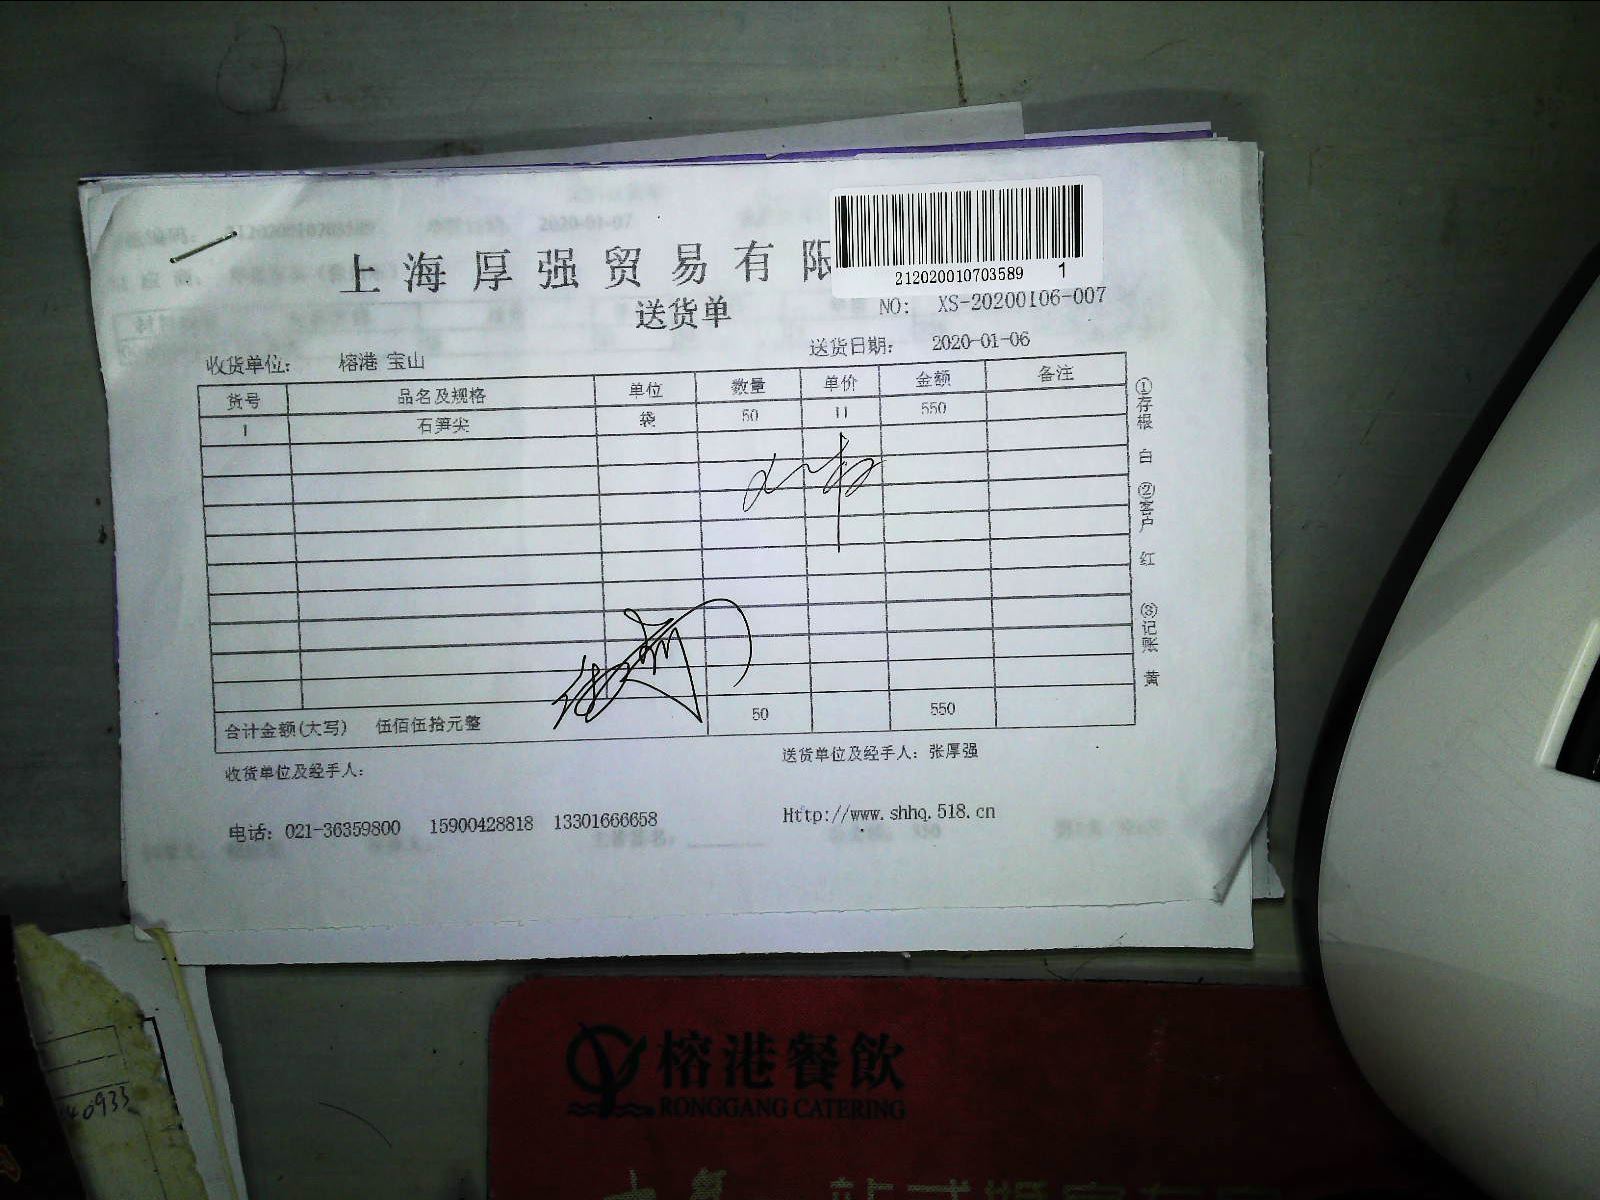 上海厚强贸易有限
212020010703589 1
送货单
NO: XS-20200106-007
收货单位: 榕港 宝山
送货日期: 2020-01-06
货号 品名及规格 单位 数量 单价 金额 备注
1 石笋尖 袋 50 11 550
合计金额(大写) 伍佰伍拾元整 50 550
收货单位及经手人:
送货单位及经手人: 张厚强
电话: 021-36359800 15900428818 13301666658
Http://www.shhq.518.cn
①存根 白 ②客户 红 ③记账 黄
榕港餐飲
RONGGANG CATERING